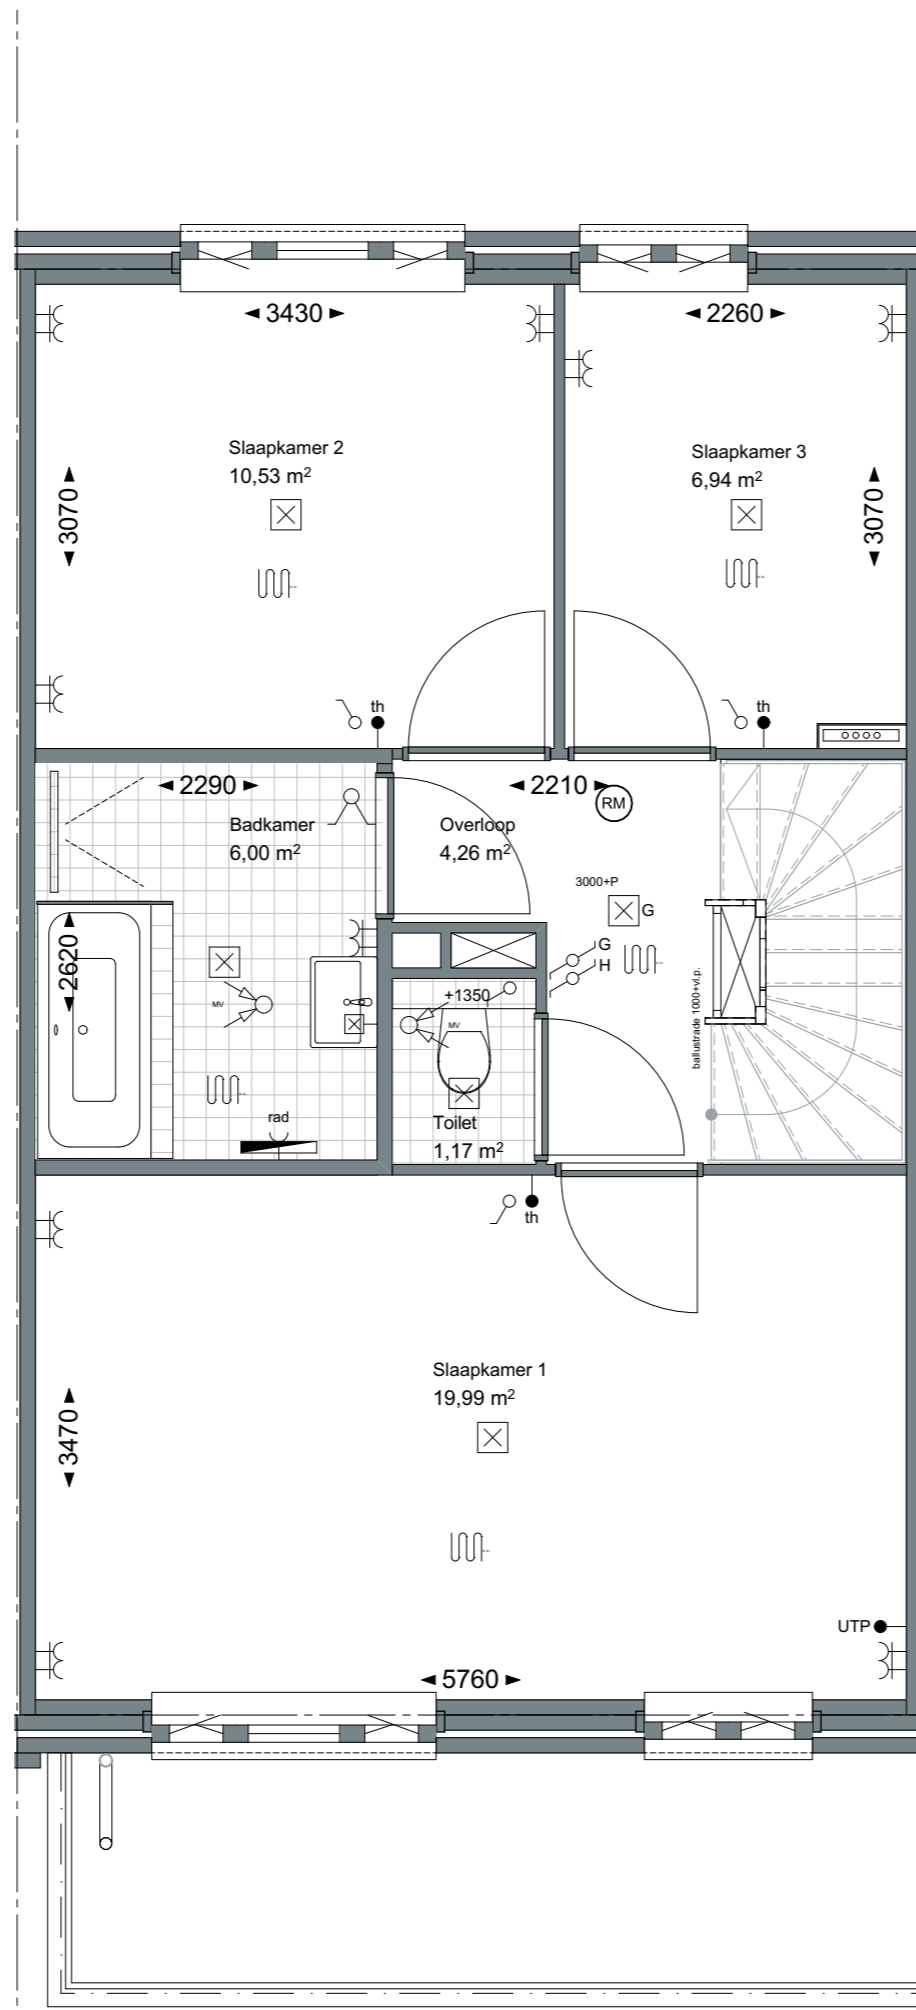 3430
2260
Slaapkamer 2
10,53 m²
Slaapkamer 3
6,94 m²
3070
3070
th
th
2290
2210
RM
Badkamer
6,00 m²
Overloop
4,26 m²
3000+P
G
2620
G
H
+1350
MV
MV
ballustrade 1000+vl.p.
rad
Toilet
1,17 m²
th
Slaapkamer 1
19,99 m²
3470
UTP
5760